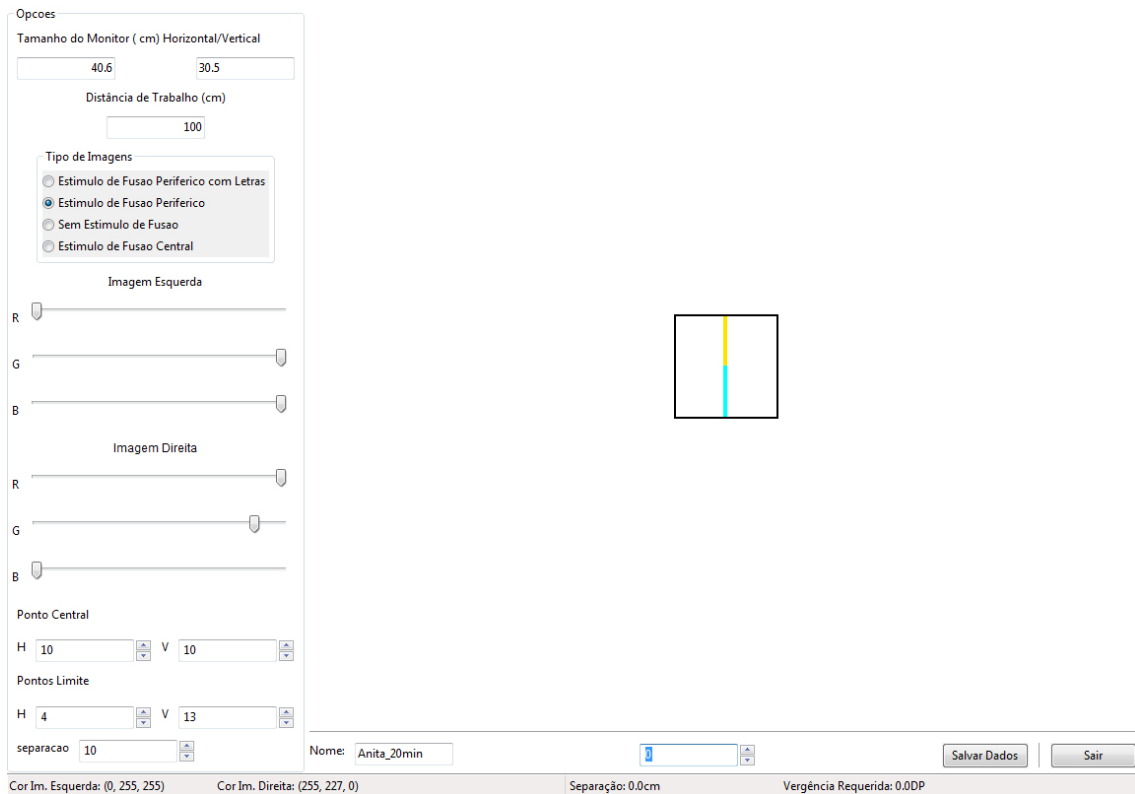 Opcoes
Tamanho do Monitor ( cm) Horizontal/Vertical
40.6 30.5
Distância de Trabalho (cm)
100
Tipo de Imagens
Estimulo de Fusao Periferico com Letras
Estimulo de Fusao Periferico
Sem Estimulo de Fusao
Estimulo de Fusao Central
Imagem Esquerda
R
G
B
Imagem Direita
R
G
B
Ponto Central
H 10 V 10
Pontos Limite
H 4 V 13
separacao 10
Nome: Anita_20min 0 Salvar Dados Sair
Cor Im. Esquerda: (0, 255, 255) Cor Im. Direita: (255, 227, 0) Separação: 0.0cm Vergência Requerida: 0.0DP